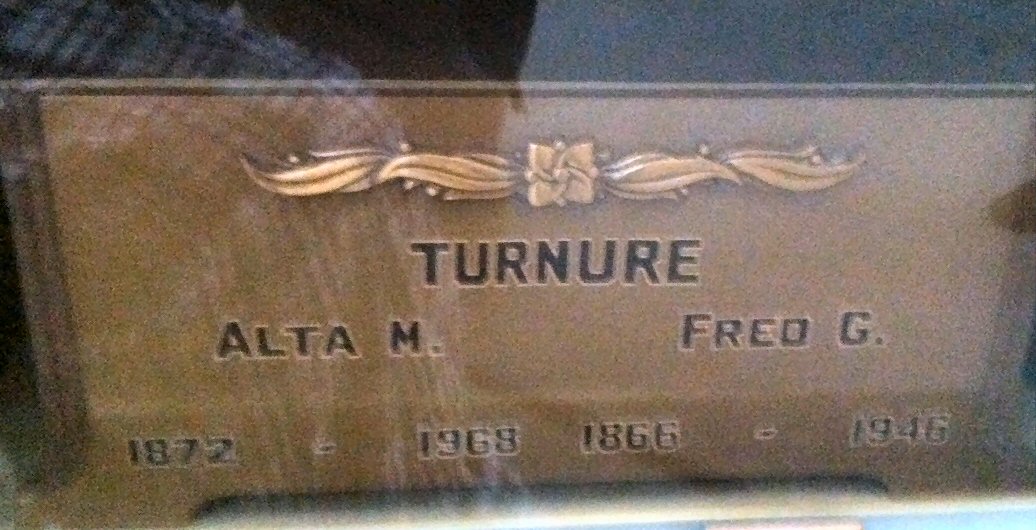 TURNURE
ALTA M. FRED G.
1872 - 1968 1866 - 1946